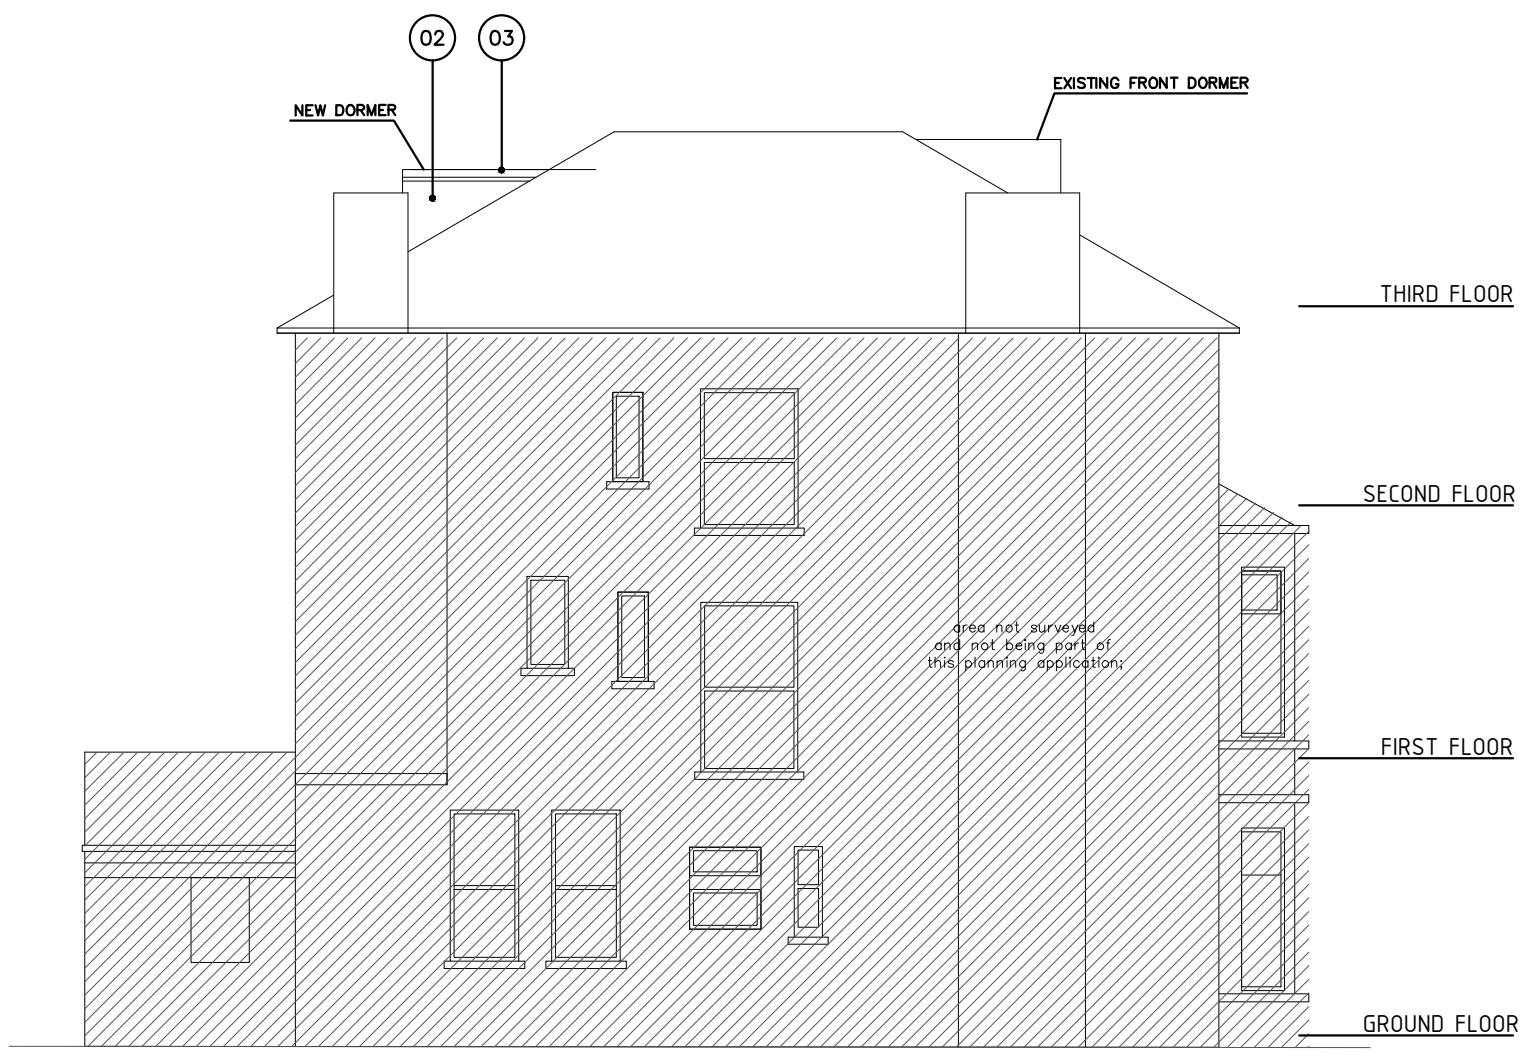 02 03
NEW DORMER
EXISTING FRONT DORMER
THIRD FLOOR
SECOND FLOOR
area not surveyed
and not being part of
this planning application;
FIRST FLOOR
GROUND FLOOR